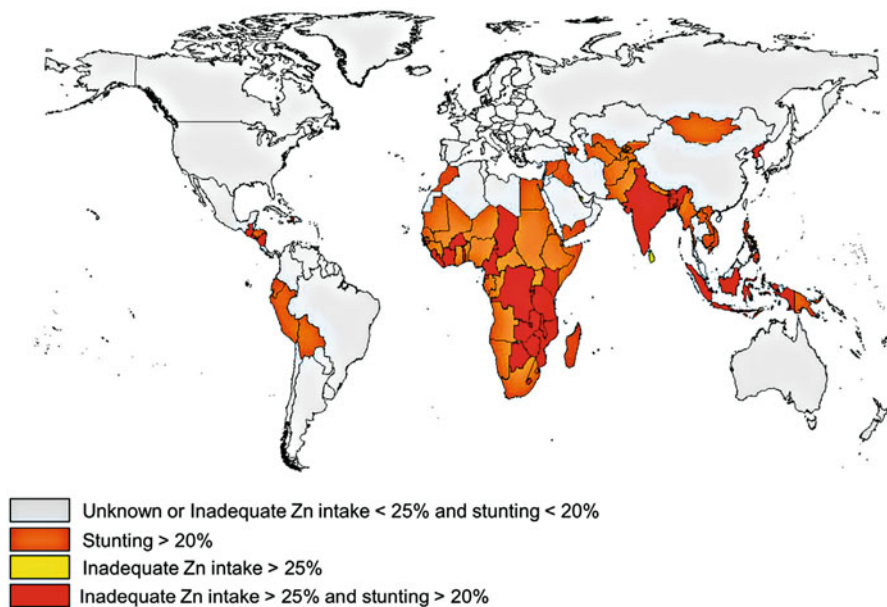 Unknown or Inadequate Zn intake < 25% and stunting < 20%
Stunting > 20%
Inadequate Zn intake > 25%
Inadequate Zn intake > 25% and stunting > 20%